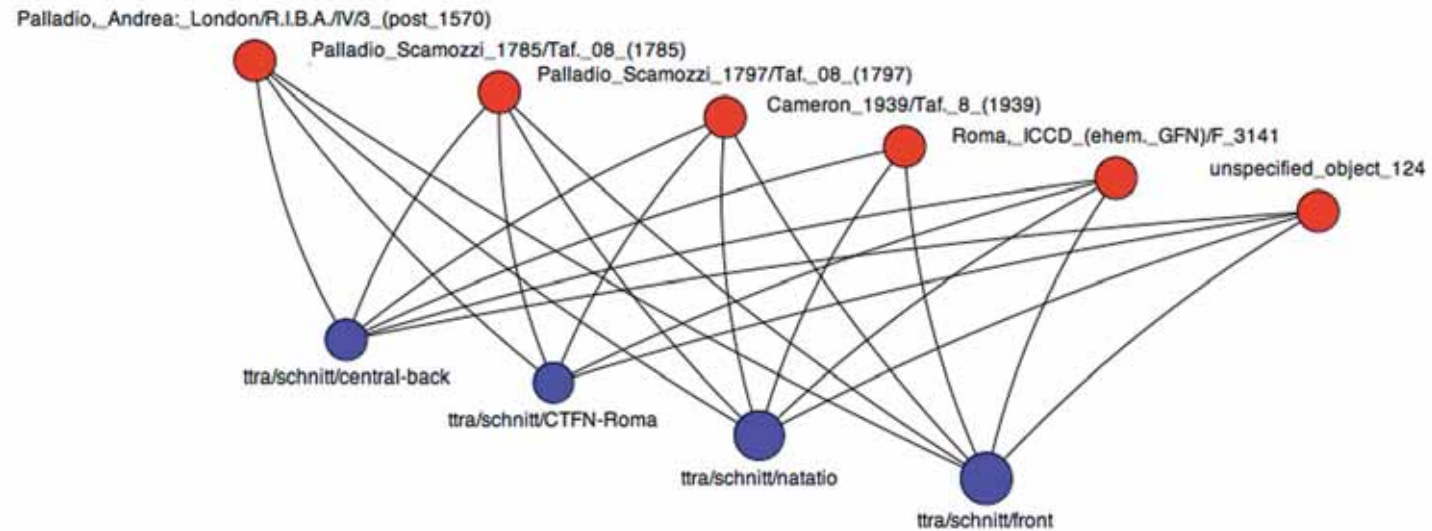 Palladio,_Andrea:_London/R.I.B.A./IV/3_(post_1570)
Palladio_Scamozzi_1785/Taf._08_(1785)
Palladio_Scamozzi_1797/Taf._08_(1797)
Cameron_1939/Taf._8_(1939)
Roma,_ICCD_(ehem._GFN)/F_3141
unspecified_object_124
ttra/schnitt/central-back
ttra/schnitt/CTFN-Roma
ttra/schnitt/natatio
ttra/schnitt/front